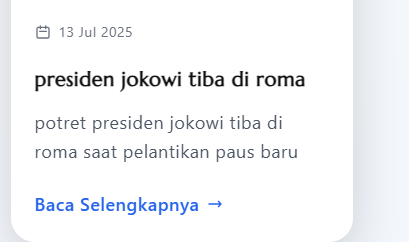 13 Jul 2025
presiden jokowi tiba di roma
potret presiden jokowi tiba di
roma saat pelantikan paus baru
Baca Selengkapnya →